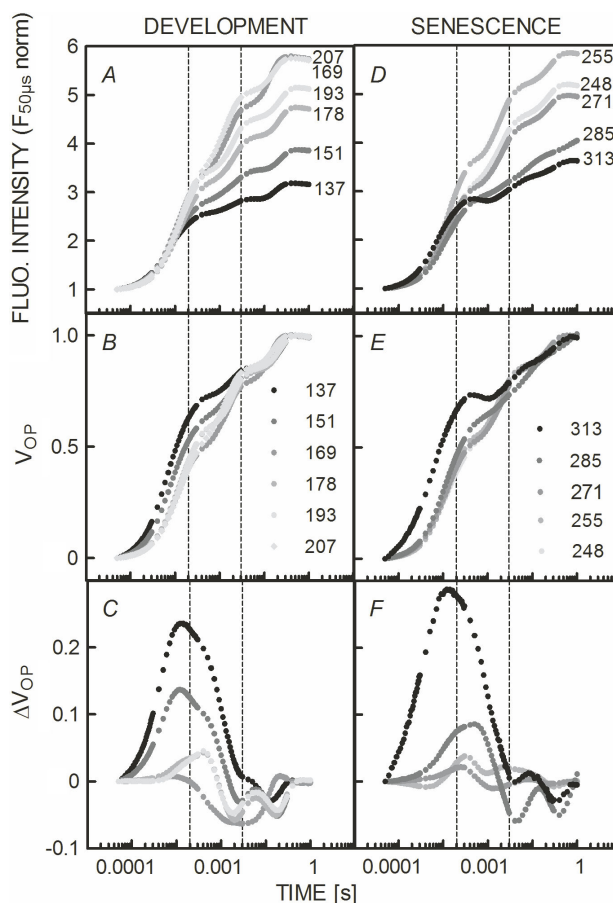 DEVELOPMENT SENESCENCE
FLUO. INTENSITY (F50µs norm)
6
5
4
3
2
1
A
207
169
193
178
151
137
D
255
248
271
285
313
VOP
1.0
0.5
0
B
137
151
169
178
193
207
E
313
285
271
255
248
ΔVOP
0.2
0.1
0.0
-0.1
C
F
0.0001 0.001 1 0.0001 0.001 1
TIME [s] TIME [s]